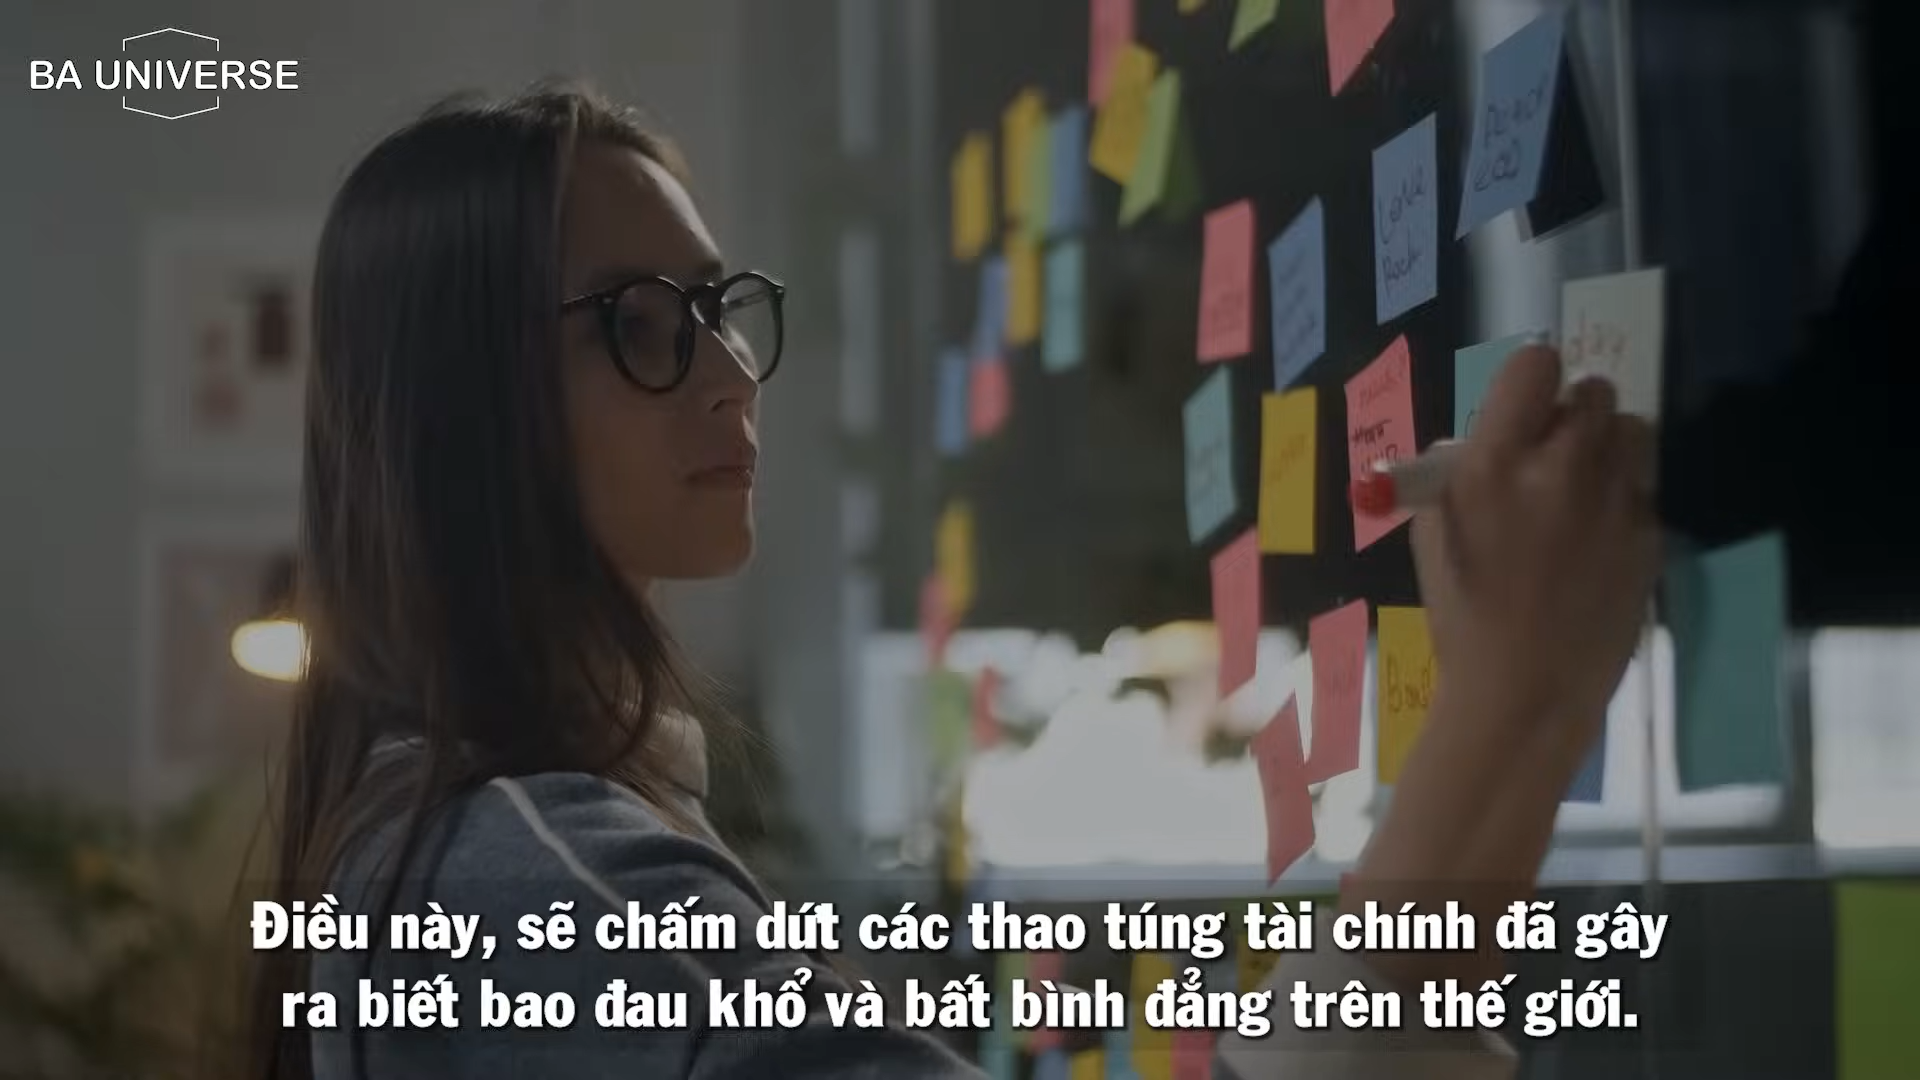 BA UNIVERSE
Love
Điều này, sẽ chấm dứt các thao túng tài chính đã gây
ra biết bao đau khổ và bất bình đẳng trên thế giới.